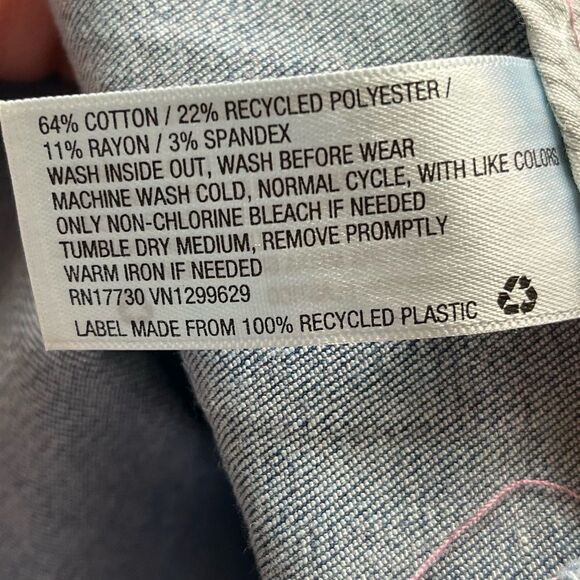 64% COTTON / 22% RECYCLED POLYESTER /
11% RAYON / 3% SPANDEX
WASH INSIDE OUT, WASH BEFORE WEAR
MACHINE WASH COLD, NORMAL CYCLE, WITH LIKE COLORS
ONLY NON-CHLORINE BLEACH IF NEEDED
TUMBLE DRY MEDIUM, REMOVE PROMPTLY
WARM IRON IF NEEDED
RN17730 VN1299629
LABEL MADE FROM 100% RECYCLED PLASTIC